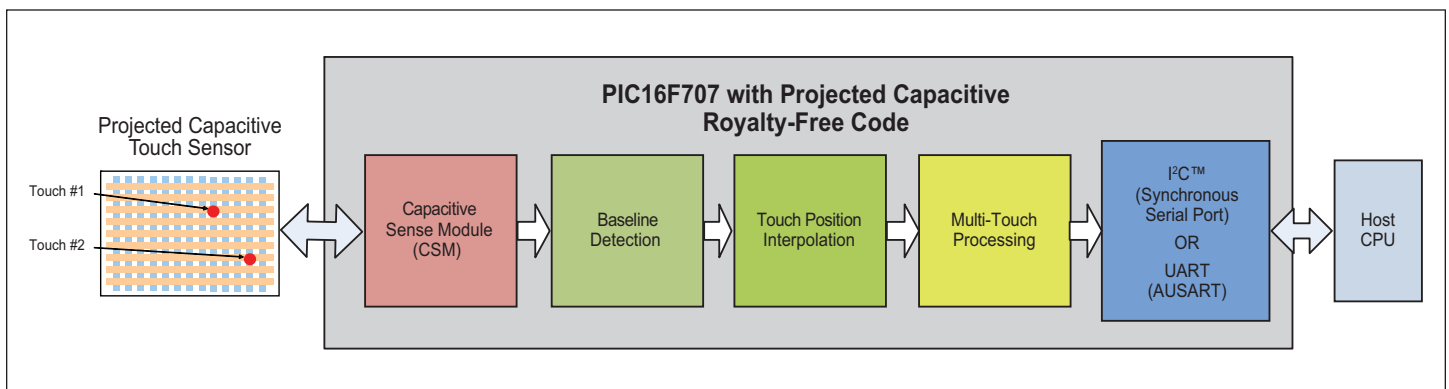 PIC16F707 with Projected Capacitive
Royalty-Free Code
Projected Capacitive
Touch Sensor
Touch #1
Touch #2
Capacitive
Sense Module
(CSM)
Baseline
Detection
Touch Position
Interpolation
Multi-Touch
Processing
I²C™
(Synchronous
Serial Port)
OR
UART
(AUSART)
Host
CPU